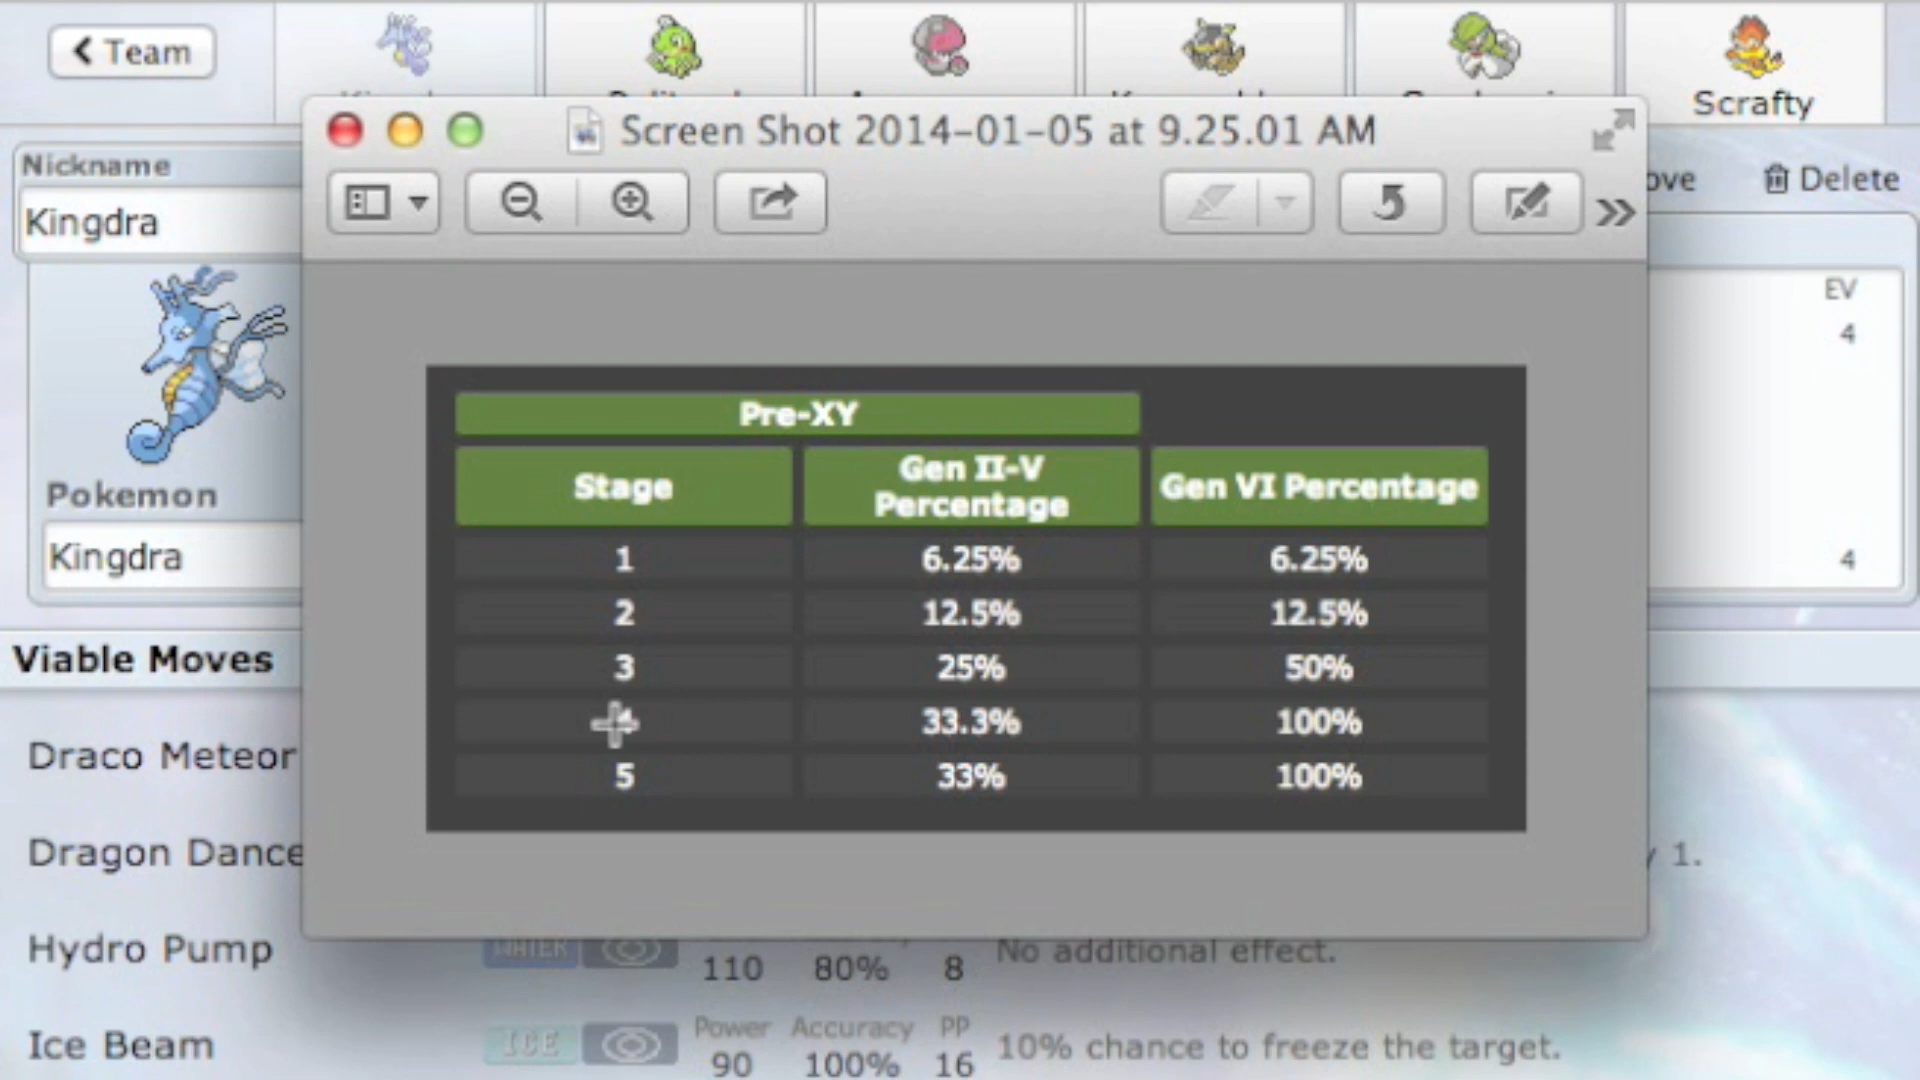 Team
Scrafty
Screen Shot 2014-01-05 at 9.25.01 AM
Nickname
Delete
Kingdra
EV
4
Pre-XY
Stage
Gen II-V
Percentage
Gen VI Percentage
Pokemon
Kingdra
1 6.25% 6.25%
4
2 12.5% 12.5%
Viable Moves
3 25% 50%
33.3% 100%
5 33% 100%
Draco Meteor
Dragon Dance
1.
Hydro Pump
WATER
110 80% 8
No additional effect.
Ice Beam
ICE
Power Accuracy PP
90 100% 16
10% chance to freeze the target.